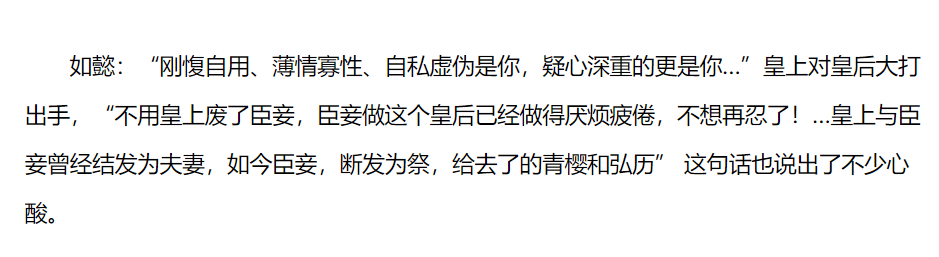 如懿：“刚愎自用、薄情寡性、自私虚伪是你，疑心深重的更是你...”皇上对皇后大打
出手，“不用皇上废了臣妾，臣妾做这个皇后已经做得厌烦疲倦，不想再忍了！...皇上与臣
妾曾经结发为夫妻，如今臣妾，断发为祭，给去了的青樱和弘历” 这句话也说出了不少心
酸。